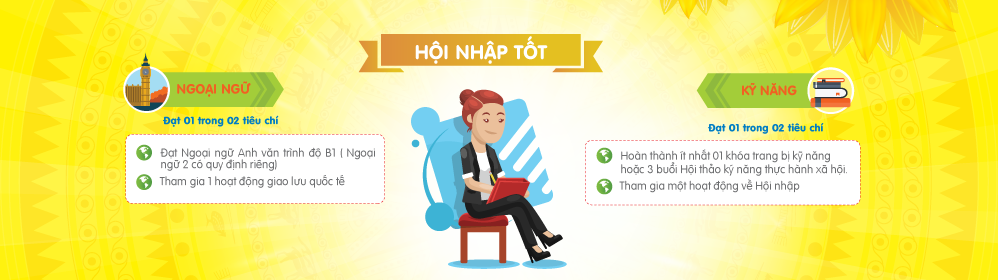 HỘI NHẬP TỐT
NGOẠI NGỮ
Đạt 01 trong 02 tiêu chí
Đạt Ngoại ngữ Anh văn trình độ B1 ( Ngoại
ngữ 2 có quy định riêng)
Tham gia 1 hoạt động giao lưu quốc tế
KỸ NĂNG
Đạt 01 trong 02 tiêu chí
Hoàn thành ít nhất 01 khóa trang bị kỹ năng
hoặc 3 buổi Hội thảo kỹ năng thực hành xã hội.
Tham gia một hoạt động về Hội nhập